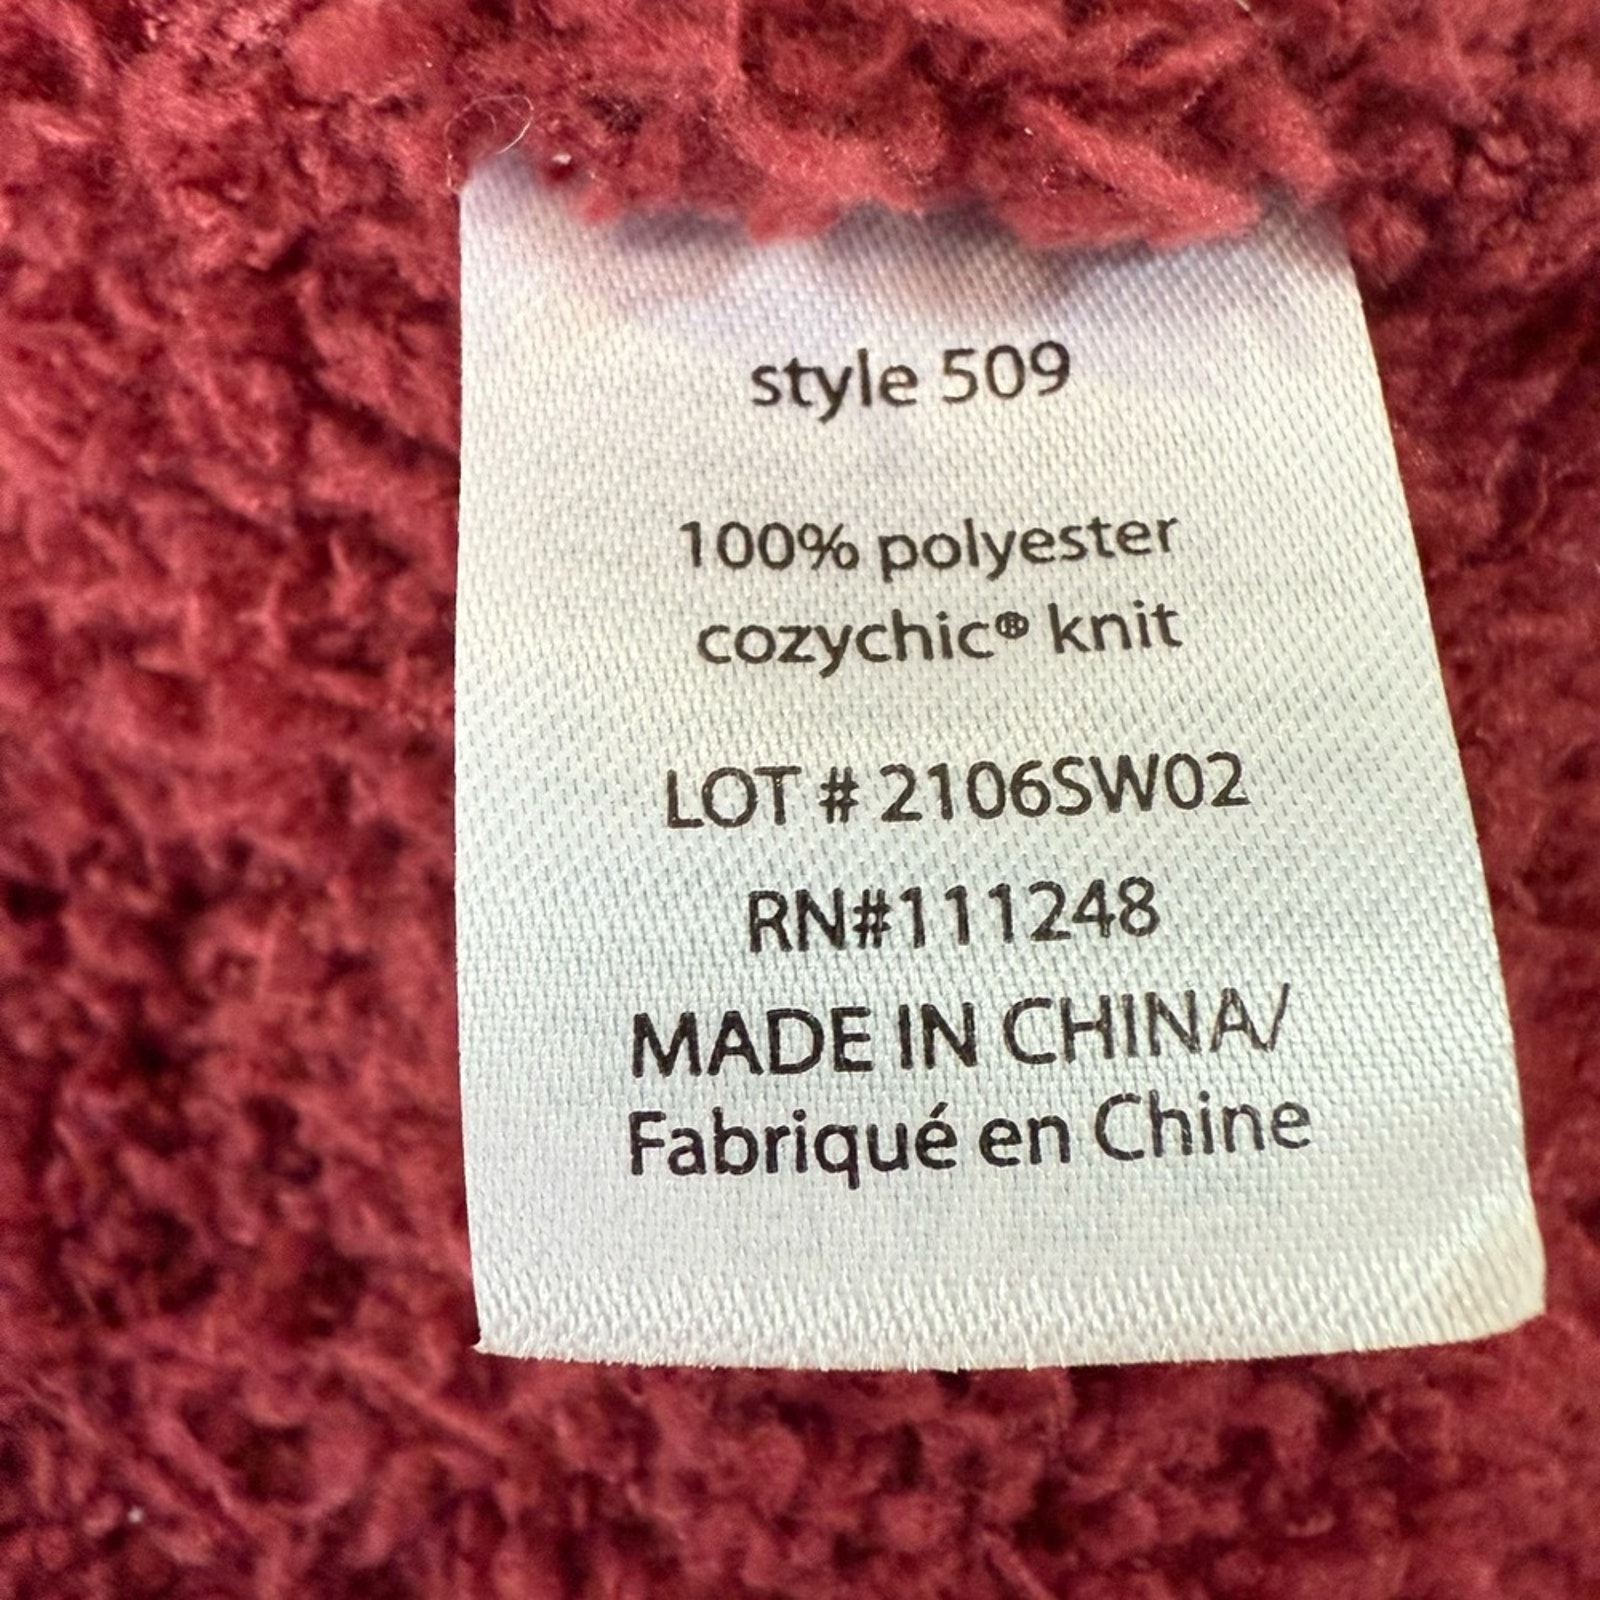 style 509
100% polyester
cozychic® knit
LOT # 2106SW02
RN#111248
MADE IN CHINA/
Fabriqué en Chine